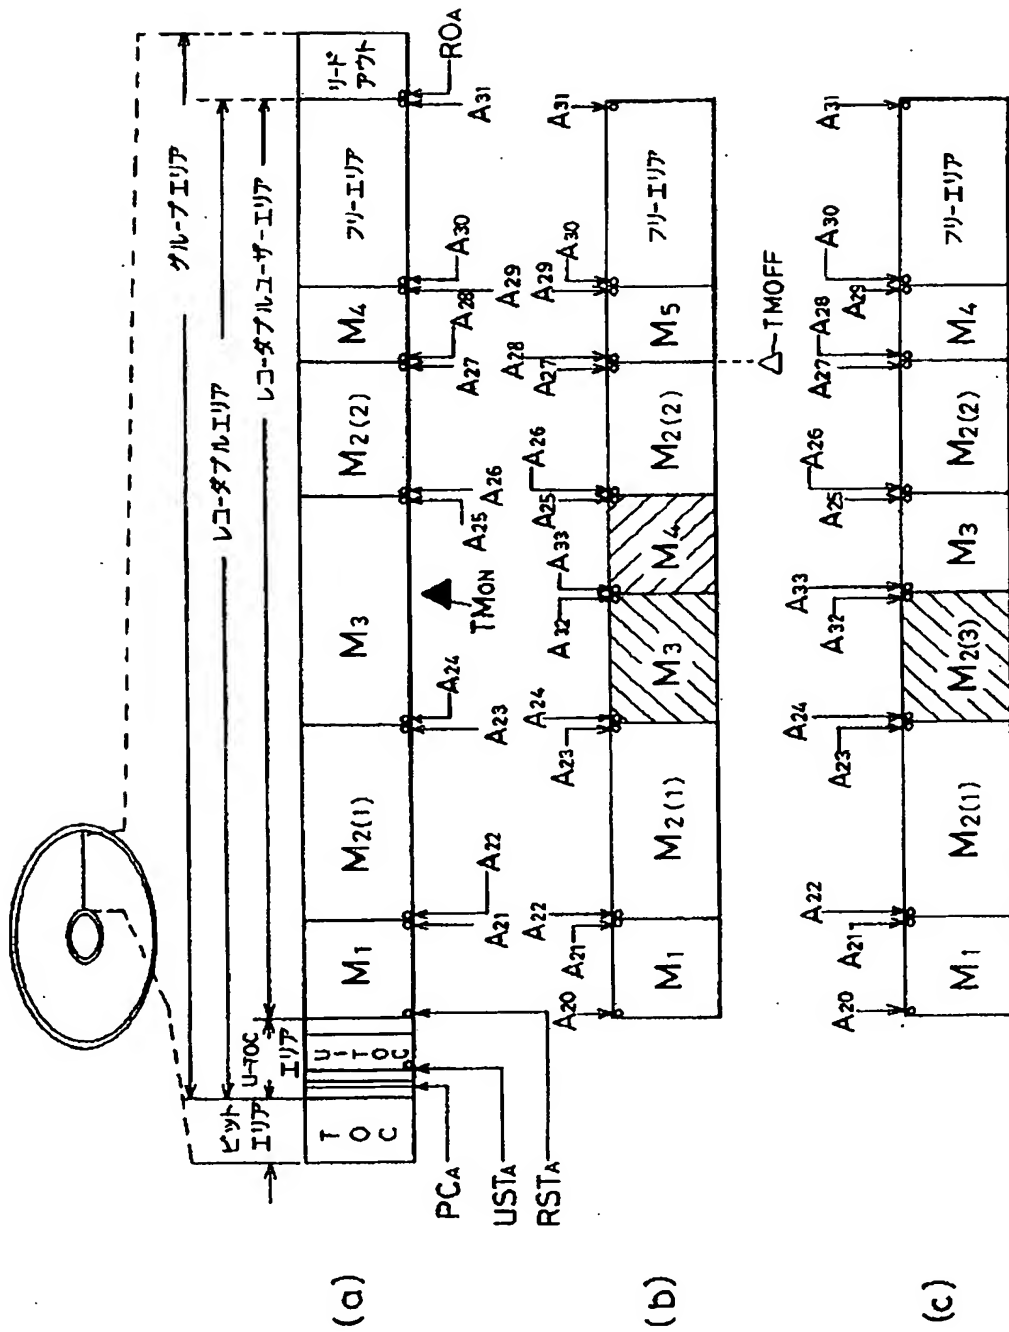 グルーブエリア
レコーダブルエリア
レコーダブルユーザーエリア
ピット
エリア
U-TOC
エリア
(a)
TOC
U-TOC
M1
M2(1)
M3
M2(2)
M4
フリーエリア
リード
アウト
PCA
USTA
RSTA
A21
A22
A23
A24
TMON
A25
A26
A27
A28
A29
A30
A31
ROA
(b)
A20
A21
A22
A23
A24
A32
A33
A25
A26
A27
A28
A29
A30
A31
M1
M2(1)
M3
M4
M2(2)
M5
フリーエリア
TMOFF
(c)
A20
A21
A22
A23
A24
A32
A33
A25
A26
A27
A28
A29
A30
A31
M1
M2(1)
M2(3)
M3
M2(2)
M4
フリーエリア